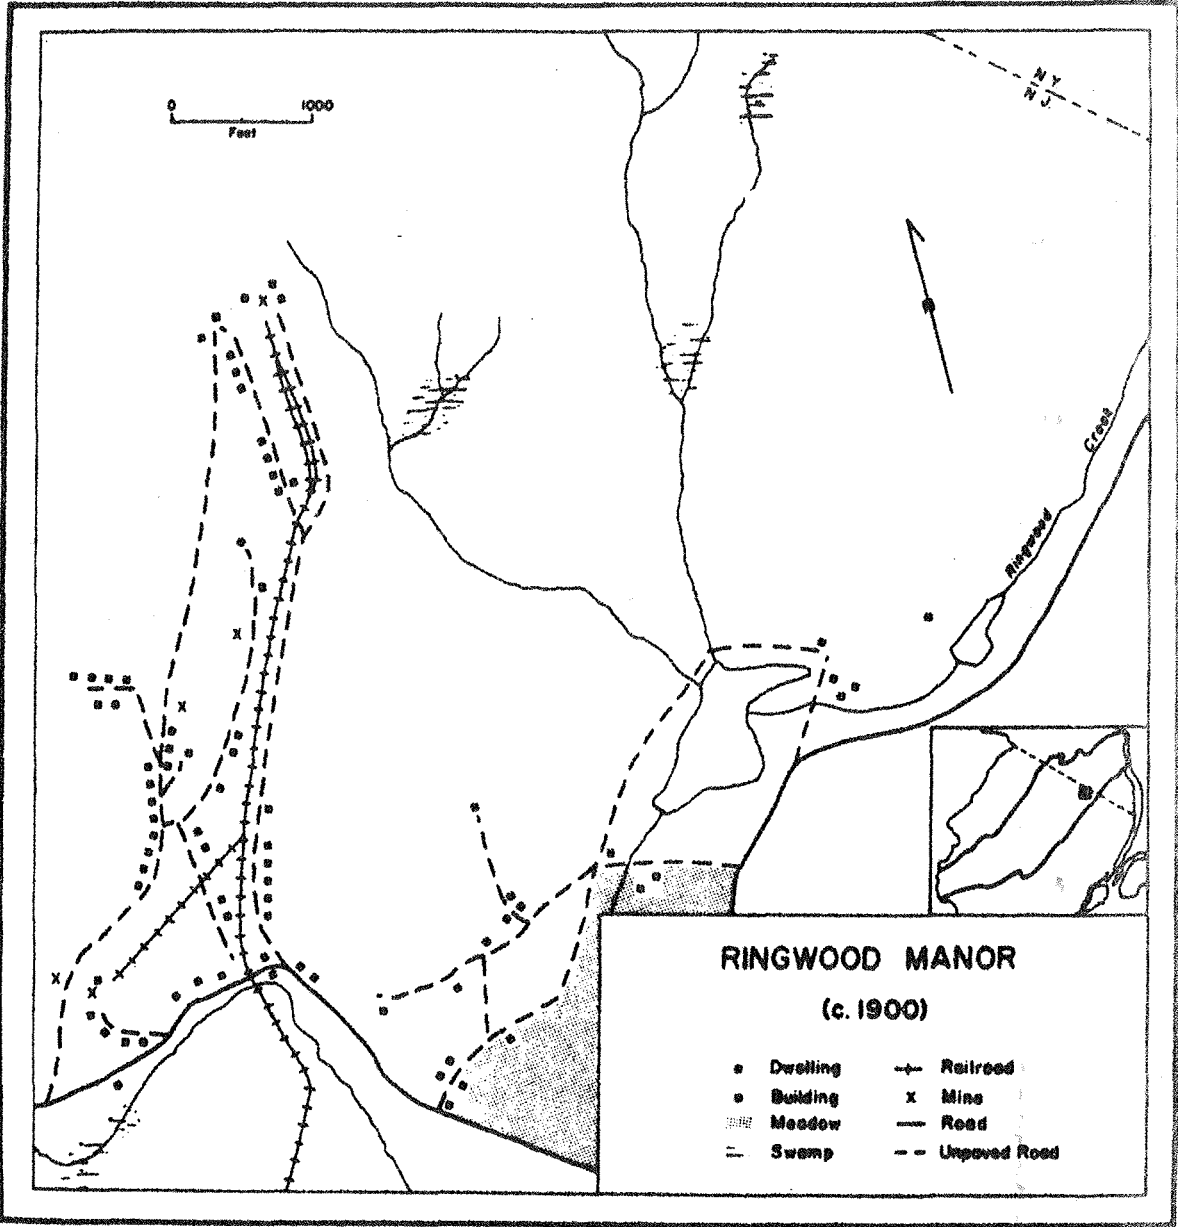 0 1000
Feet
N Y
N J.
Ringwood Creek
RINGWOOD MANOR
(c. 1900)
Dwelling
Building
Meadow
Swamp
Railroad
Mine
Road
Unpaved Road